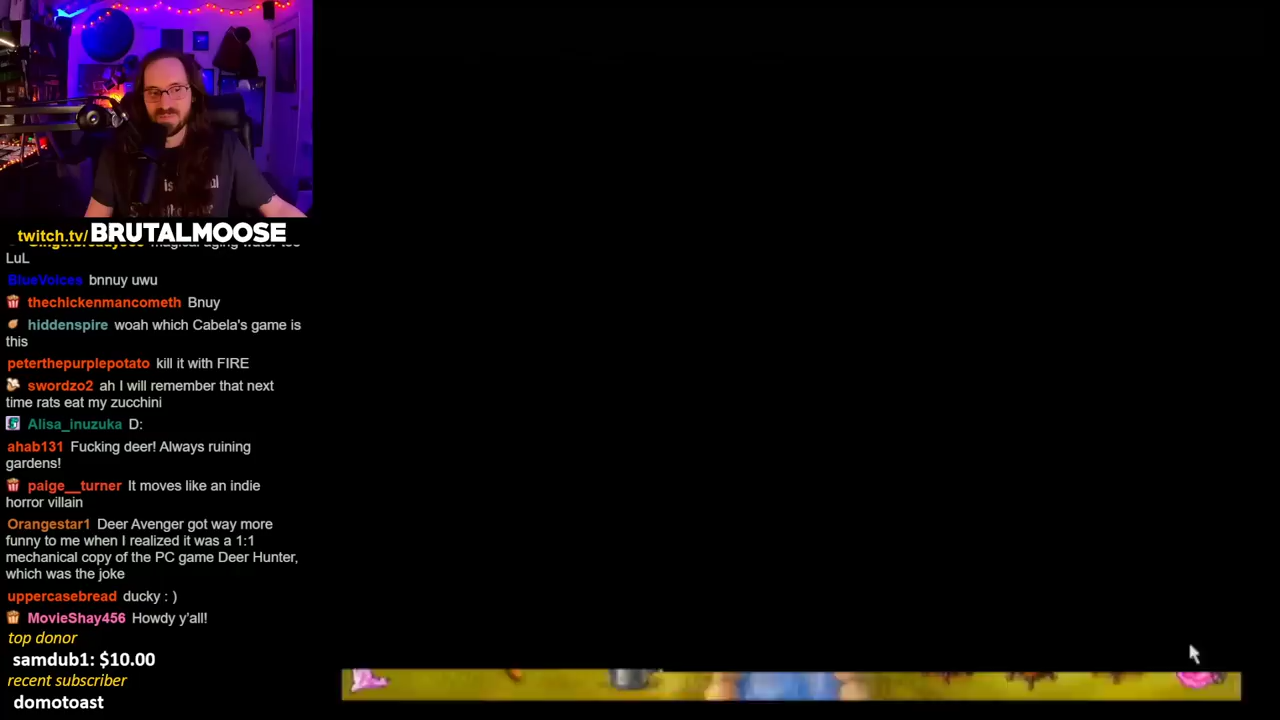 twitch.tv/BRUTALMOOSE
LuL
BlueVoices bnnuy uwu
thechickenmancometh Bnuy
hiddenspire woah which Cabela's game is
this
peterthepurplepotato kill it with FIRE
swordzo2 ah I will remember that next
time rats eat my zucchini
Alisa_inuzuka D:
ahab131 Fucking deer! Always ruining
gardens!
paige__turner It moves like an indie
horror villain
Orangestar1 Deer Avenger got way more
funny to me when I realized it was a 1:1
mechanical copy of the PC game Deer Hunter,
which was the joke
uppercasebread ducky : )
MovieShay456 Howdy y'all!
top donor
samdub1: $10.00
recent subscriber
domotoast